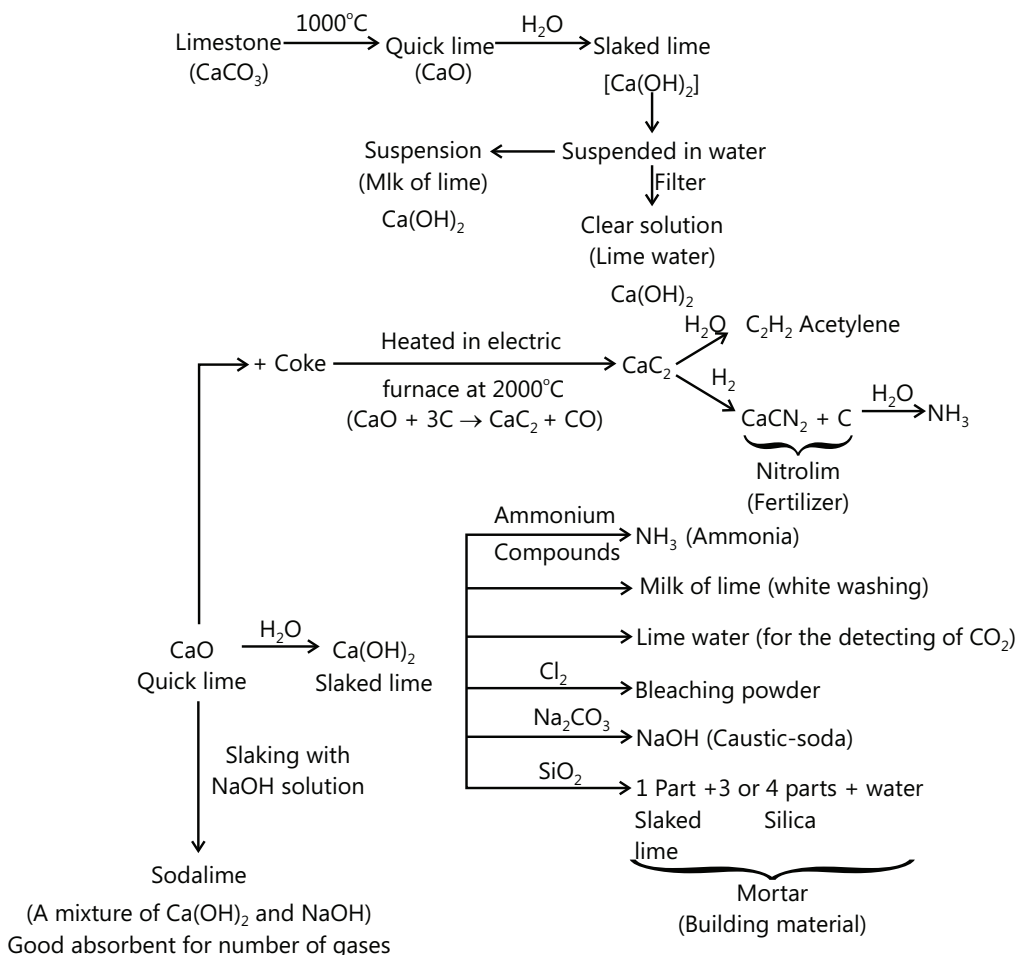 1000°C H₂O
Limestone Quick lime Slaked lime
(CaCO₃) (CaO)
[Ca(OH)₂]
Suspension Suspended in water
(Mlk of lime) Filter
Ca(OH)₂ Clear solution
(Lime water)
Ca(OH)₂
H₂O C₂H₂ Acetylene
Heated in electric
+ Coke CaC₂
furnace at 2000°C H₂ H₂O
(CaO + 3C → CaC₂ + CO) CaCN₂ + C NH₃
Nitrolim
(Fertilizer)
Ammonium
NH₃ (Ammonia)
Compounds
Milk of lime (white washing)
H₂O Lime water (for the detecting of CO₂)
CaO Ca(OH)₂
Quick lime Slaked lime
Cl₂
Bleaching powder
Na₂CO₃
NaOH (Caustic-soda)
Slaking with
NaOH solution
SiO₂
1 Part +3 or 4 parts + water
Slaked Silica
lime
Sodalime
Mortar
(A mixture of Ca(OH)₂ and NaOH) (Building material)
Good absorbent for number of gases